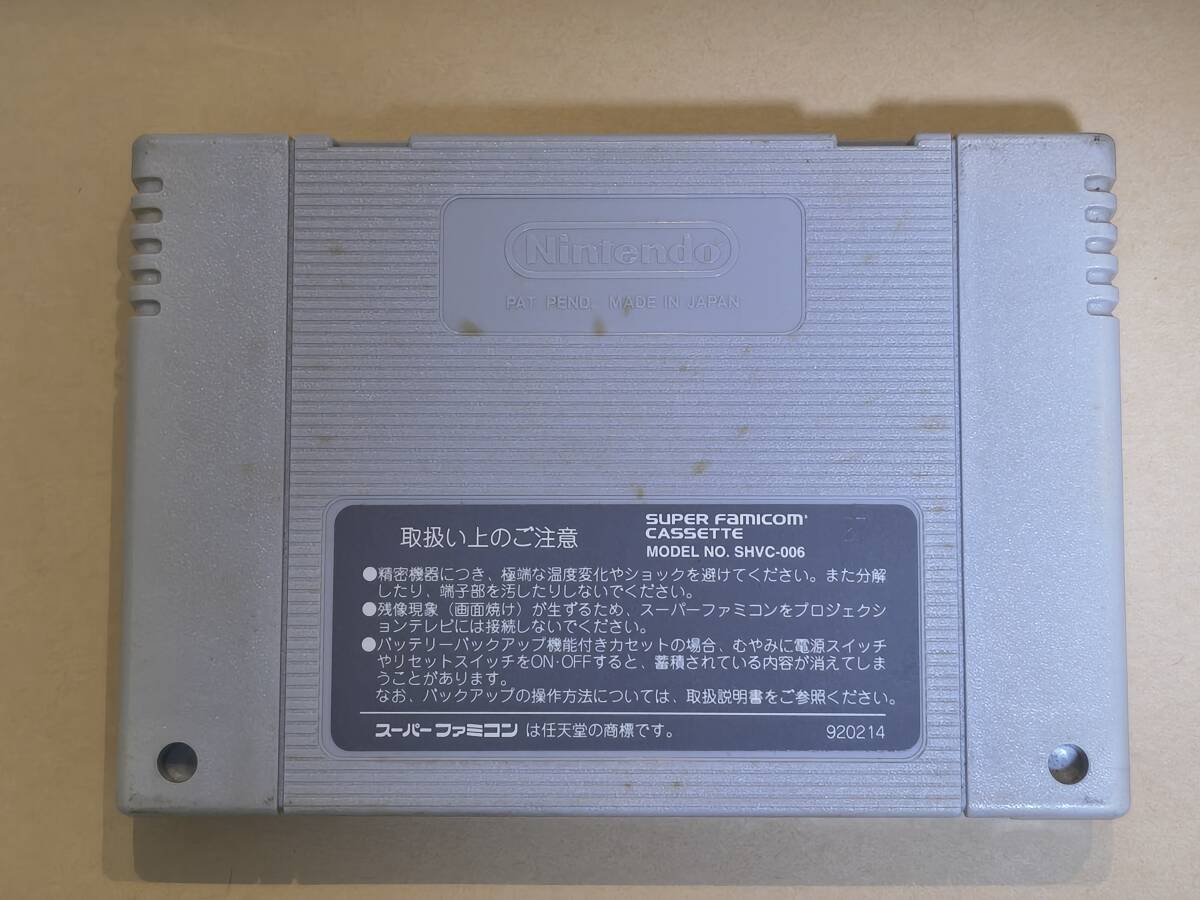 Nintendo
PAT. PEND. MADE IN JAPAN
取扱い上のご注意
SUPER FAMICOM
CASSETTE
MODEL NO. SHVC-006
●精密機器につき、極端な温度変化やショックを避けてください。また分解
したり、端子部を汚したりしないでください。
●残像現象（画面焼け）が生ずるため、スーパーファミコンをプロジェクシ
ョンテレビには接続しないでください。
●バッテリーバックアップ機能付きカセットの場合、むやみに電源スイッチ
やリセットスイッチをON·OFFすると、蓄積されている内容が消えてしま
うことがあります。
なお、バックアップの操作方法については、取扱説明書をご参照ください。
スーパーファミコン は任天堂の商標です。
920214